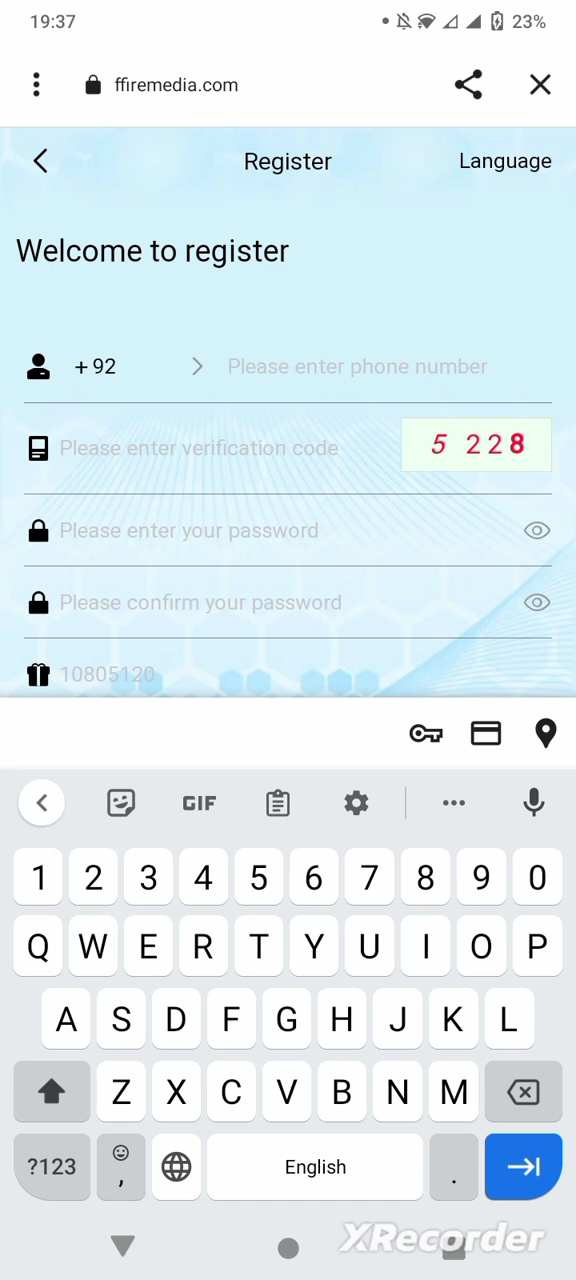 19:37 23%
ffiremedia.com
Register Language
Welcome to register
+92 Please enter phone number
Please enter verification code 5 228
Please enter your password
Please confirm your password
10805120
GIF
1 2 3 4 5 6 7 8 9 0
Q W E R T Y U I O P
A S D F G H J K L
Z X C V B N M
?123 , English .
XRecorder